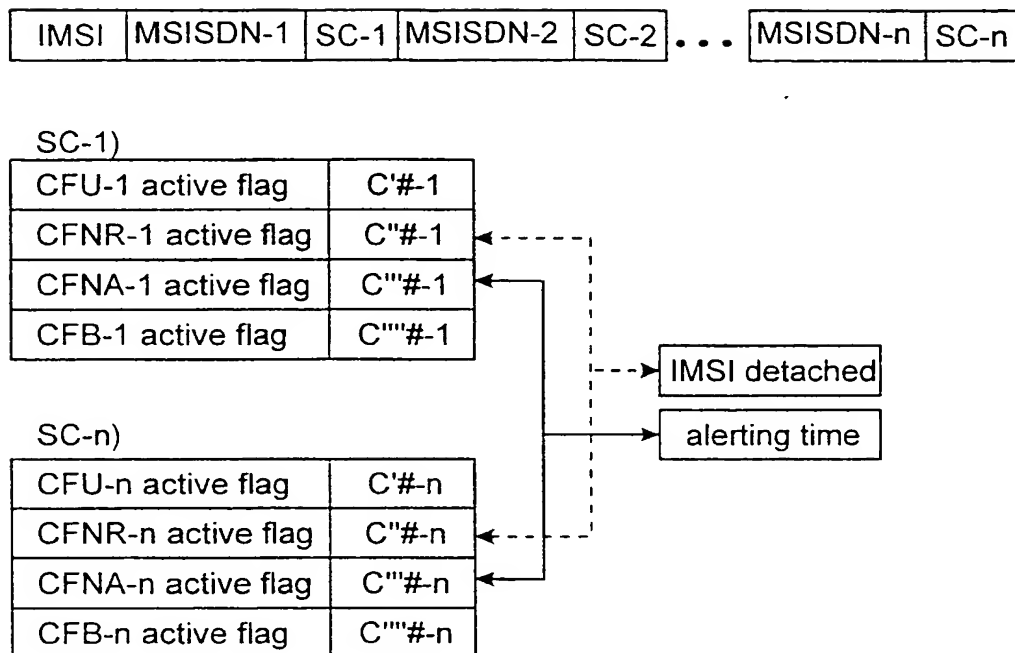 IMSI MSISDN-1 SC-1 MSISDN-2 SC-2 ... MSISDN-n SC-n
SC-1)
CFU-1 active flag C'#-1
CFNR-1 active flag C"#-1
CFNA-1 active flag C'"#-1
CFB-1 active flag C""#-1
IMSI detached
alerting time
SC-n)
CFU-n active flag C'#-n
CFNR-n active flag C"#-n
CFNA-n active flag C'"#-n
CFB-n active flag C""#-n